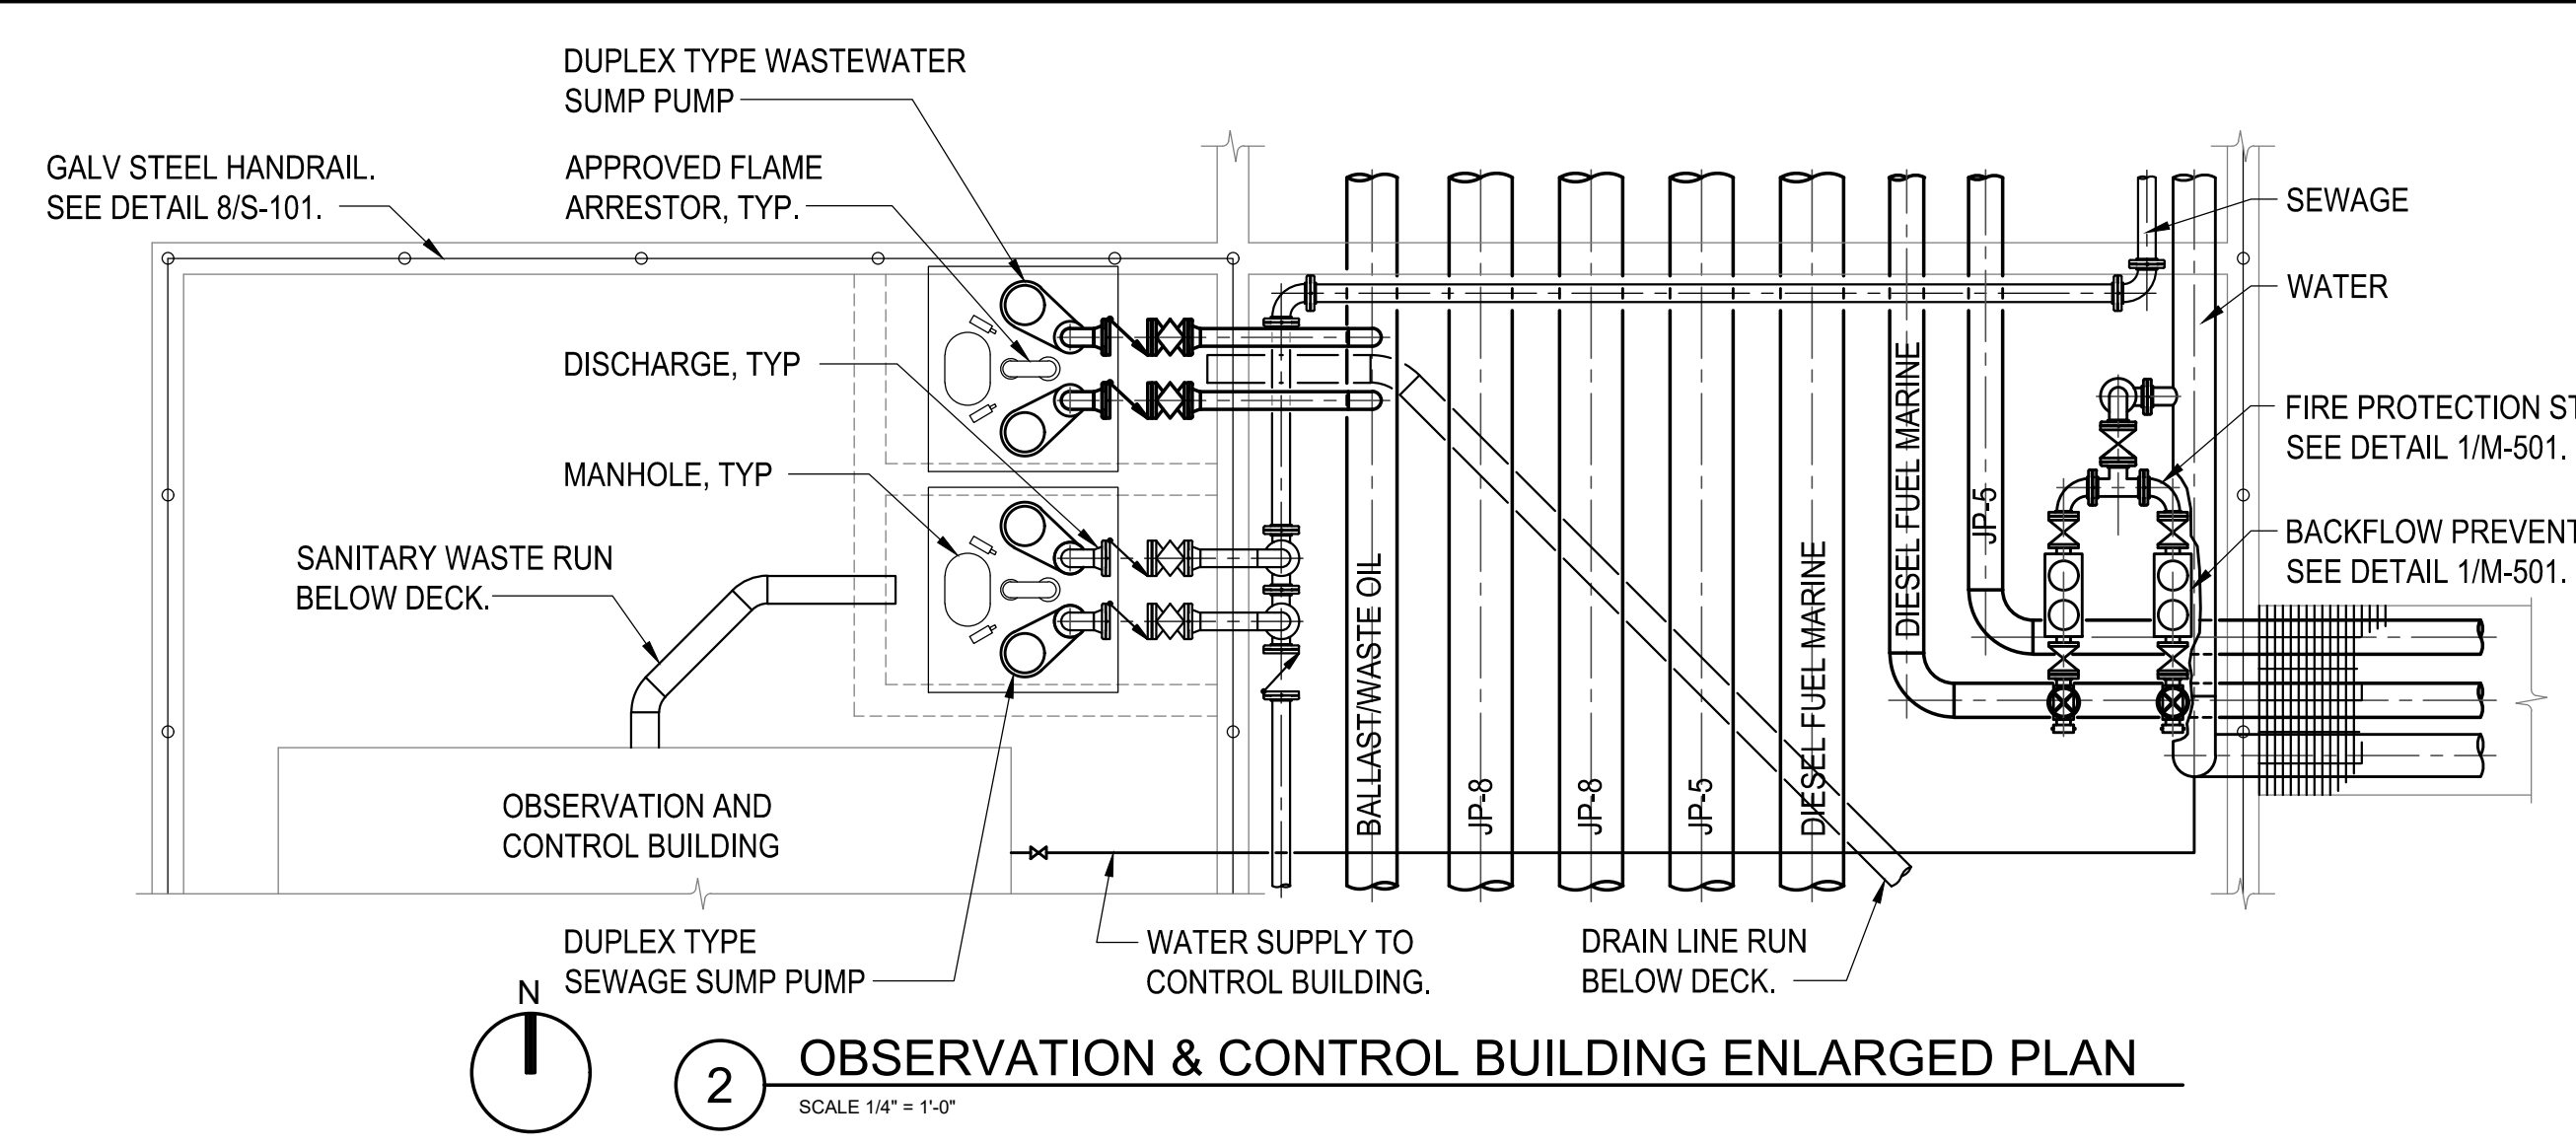 DUPLEX TYPE WASTEWATER
SUMP PUMP
GALV STEEL HANDRAIL.
SEE DETAIL 8/S-101.
APPROVED FLAME
ARRESTOR, TYP.
DISCHARGE, TYP
MANHOLE, TYP
SANITARY WASTE RUN
BELOW DECK.
OBSERVATION AND
CONTROL BUILDING
DUPLEX TYPE
SEWAGE SUMP PUMP
WATER SUPPLY TO
CONTROL BUILDING.
DRAIN LINE RUN
BELOW DECK.
BALLAST/WASTE OIL
JP-8
JP-8
JP-5
DIESEL FUEL MARINE
DIESEL FUEL MARINE
JP-5
SEWAGE
WATER
FIRE PROTECTION
SEE DETAIL 1/M-501.
BACKFLOW
SEE DETAIL 1/M-501.
N
2
OBSERVATION & CONTROL BUILDING ENLARGED PLAN
SCALE 1/4" = 1'-0"